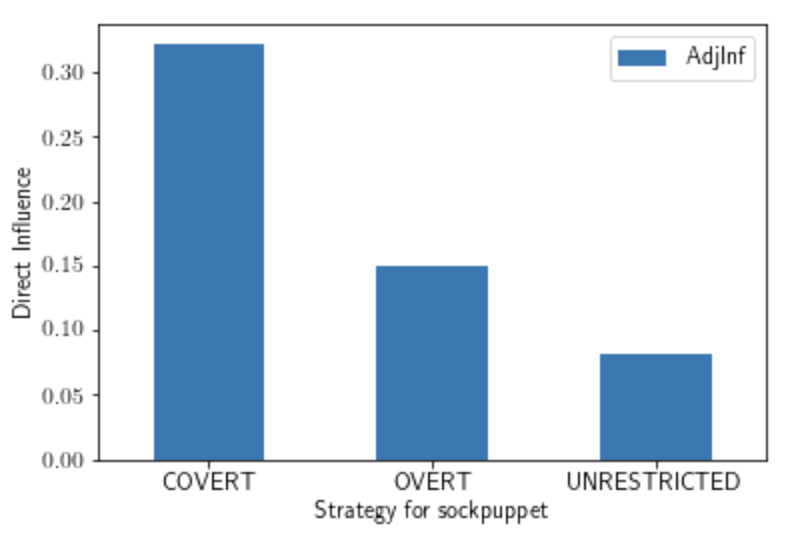 AdjInf
0.30
0.25
0.20
0.15
0.10
0.05
0.00
Direct Influence
COVERT OVERT UNRESTRICTED
Strategy for sockpuppet